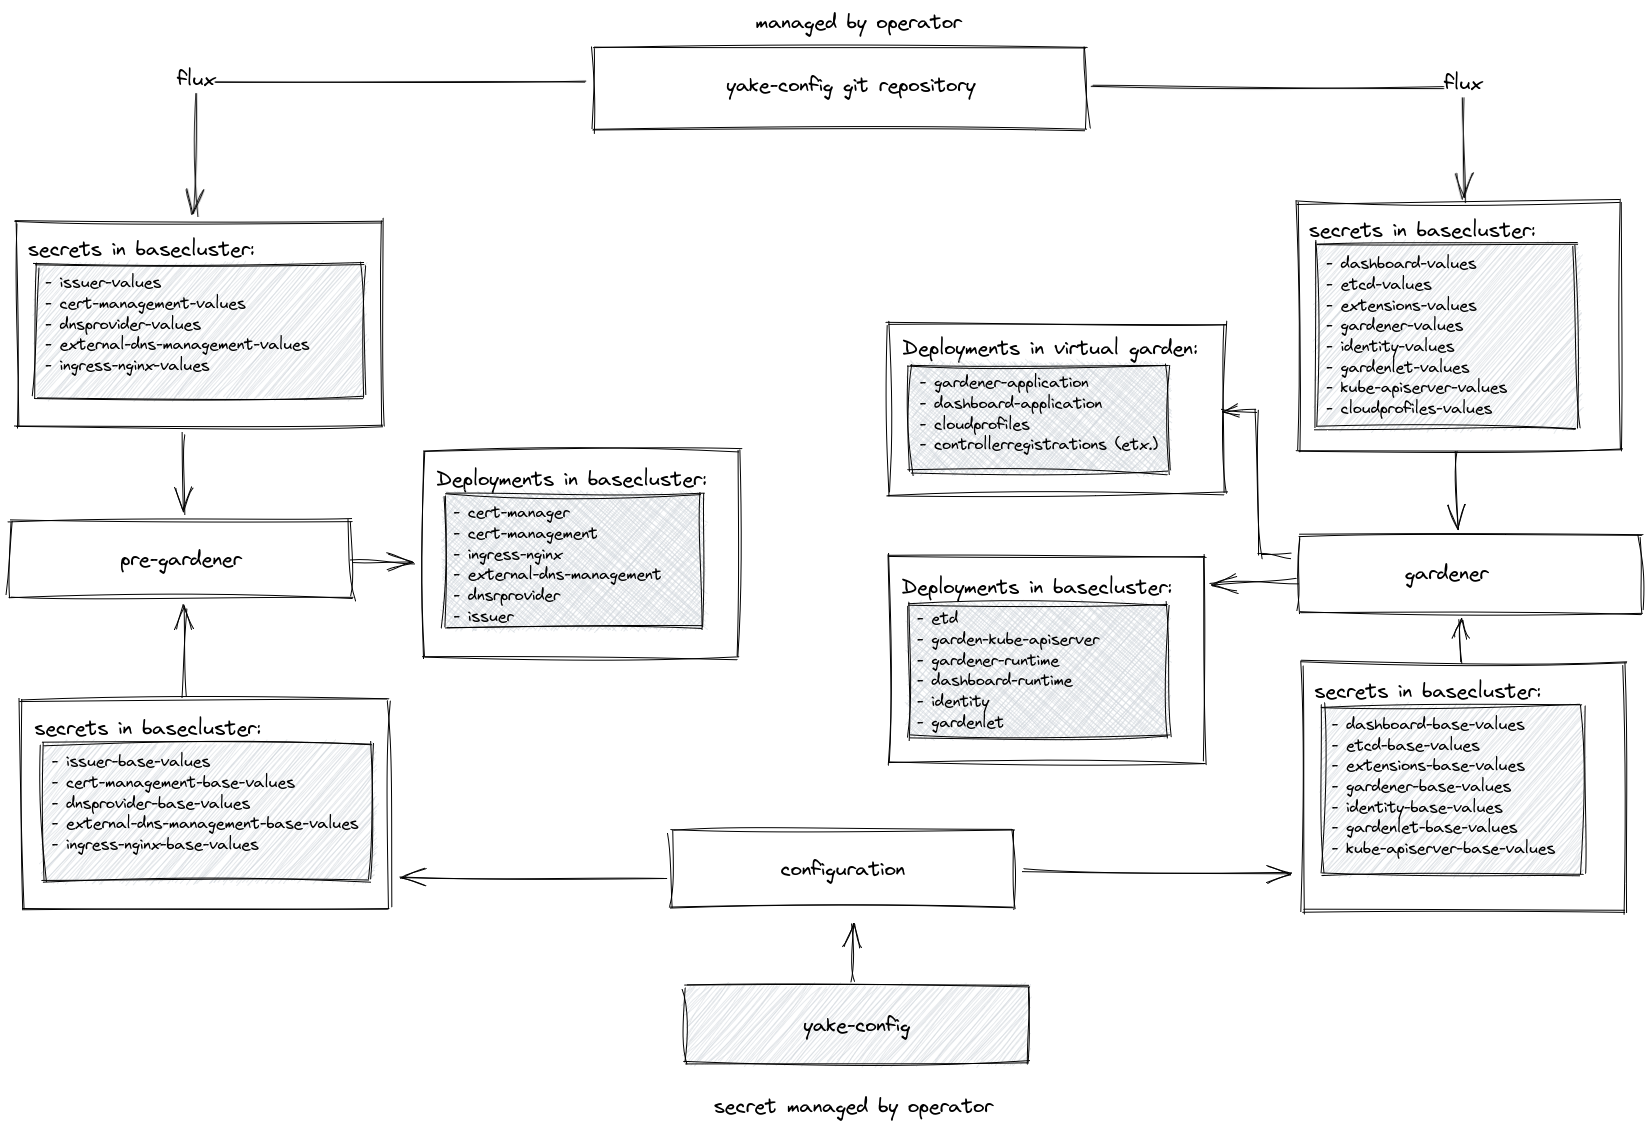 managed by operator
yake-config git repository
flux
flux
secrets in basecluster:
- issuer-values
- cert-management-values
- dnsprovider-values
- external-dns-management-values
- ingress-nginx-values
secrets in basecluster:
- dashboard-values
- etcd-values
- extensions-values
- gardener-values
- identity-values
- gardenlet-values
- kube-apiserver-values
- cloudprofiles-values
Deployments in virtual garden:
- gardener-application
- dashboard-application
- cloudprofiles
- controllerregistrations (etx.)
pre-gardener
Deployments in basecluster:
- cert-manager
- cert-management
- ingress-nginx
- external-dns-management
- dnsrprovider
- issuer
gardener
Deployments in basecluster:
- etd
- garden-kube-apiserver
- gardener-runtime
- dashboard-runtime
- identity
- gardenlet
secrets in basecluster:
- issuer-base-values
- cert-management-base-values
- dnsprovider-base-values
- external-dns-management-base-values
- ingress-nginx-base-values
secrets in basecluster:
- dashboard-base-values
- etcd-base-values
- extensions-base-values
- gardener-base-values
- identity-base-values
- gardenlet-base-values
- kube-apiserver-base-values
configuration
yake-config
secret managed by operator